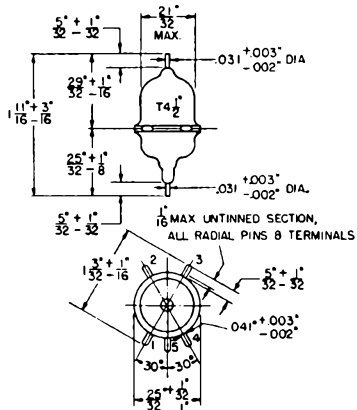 21"
32
MAX.
5" + 1"
32 - 32
.031 +.003" -.002" DIA
29" + 1"
32 - 16
1 11" + 3"
16 - 16
T4 1/2"
25" + 1"
32 - 8
.031 +.003" -.002" DIA.
5" + 1"
32 - 32
1/16" MAX UNTINNED SECTION,
ALL RADIAL PINS & TERMINALS
1 3" + 1"
32 - 16
2 3
5" + 1"
32 - 32
.041" +.003" -.002"
1 5 4
30° 30°
25" + 1"
32 - 32
1"